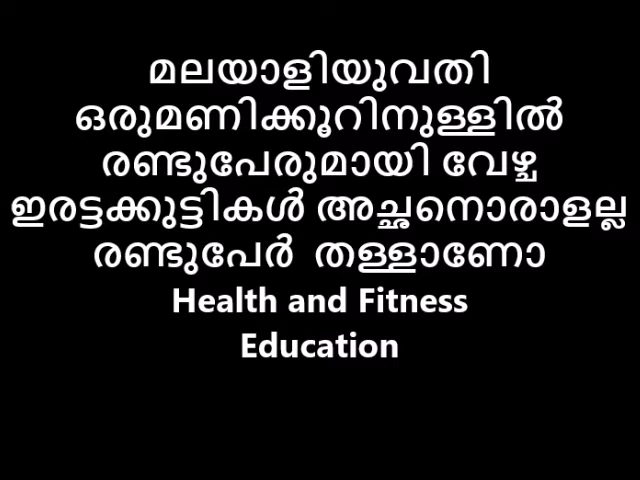 മലയാളിയുവതി
ഒരുമണിക്കൂറിനുള്ളിൽ
രണ്ടുപേരുമായി വേഴ്ച
ഇരട്ടക്കുട്ടികൾ അച്ഛനൊരാളല്ല
രണ്ടുപേർ തള്ളാണോ
Health and Fitness
Education